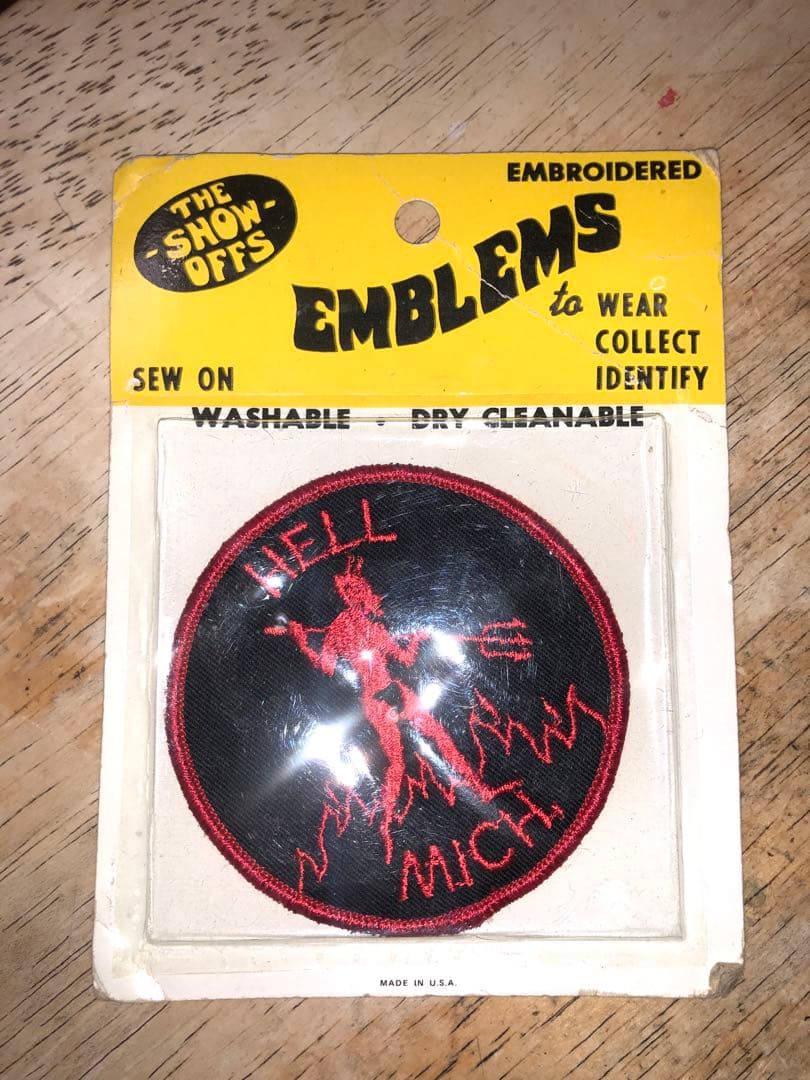 THE
-SHOW-
OFFS
EMBROIDERED
EMBLEMS
to WEAR
COLLECT
IDENTIFY
SEW ON
WASHABLE • DRY CLEANABLE
HELL
MICH.
MADE IN U.S.A.